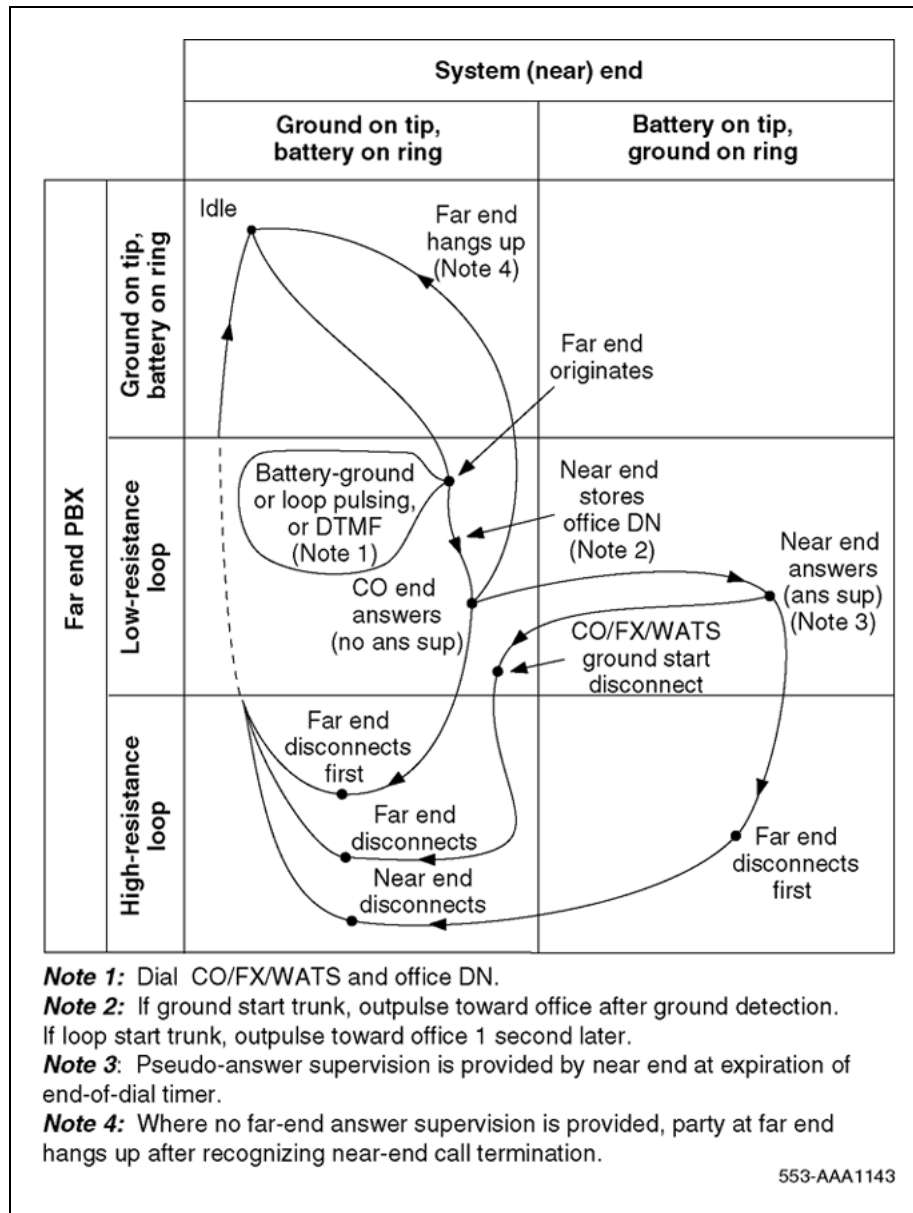 System (near) end
Ground on tip,
battery on ring
Battery on tip,
ground on ring
Far end PBX
Ground on tip,
battery on ring
Idle
Far end
hangs up
(Note 4)
Far end
originates
Low-resistance
loop
Battery-ground
or loop pulsing,
or DTMF
(Note 1)
Near end
stores
office DN
(Note 2)
CO end
answers
(no ans sup)
Near end
answers
(ans sup)
(Note 3)
CO/FX/WATS
ground start
disconnect
High-resistance
loop
Far end
disconnects
first
Far end
disconnects
Near end
disconnects
Far end
disconnects
first
Note 1: Dial CO/FX/WATS and office DN.
Note 2: If ground start trunk, outpulse toward office after ground detection.
If loop start trunk, outpulse toward office 1 second later.
Note 3: Pseudo-answer supervision is provided by near end at expiration of
end-of-dial timer.
Note 4: Where no far-end answer supervision is provided, party at far end
hangs up after recognizing near-end call termination.
553-AAA1143